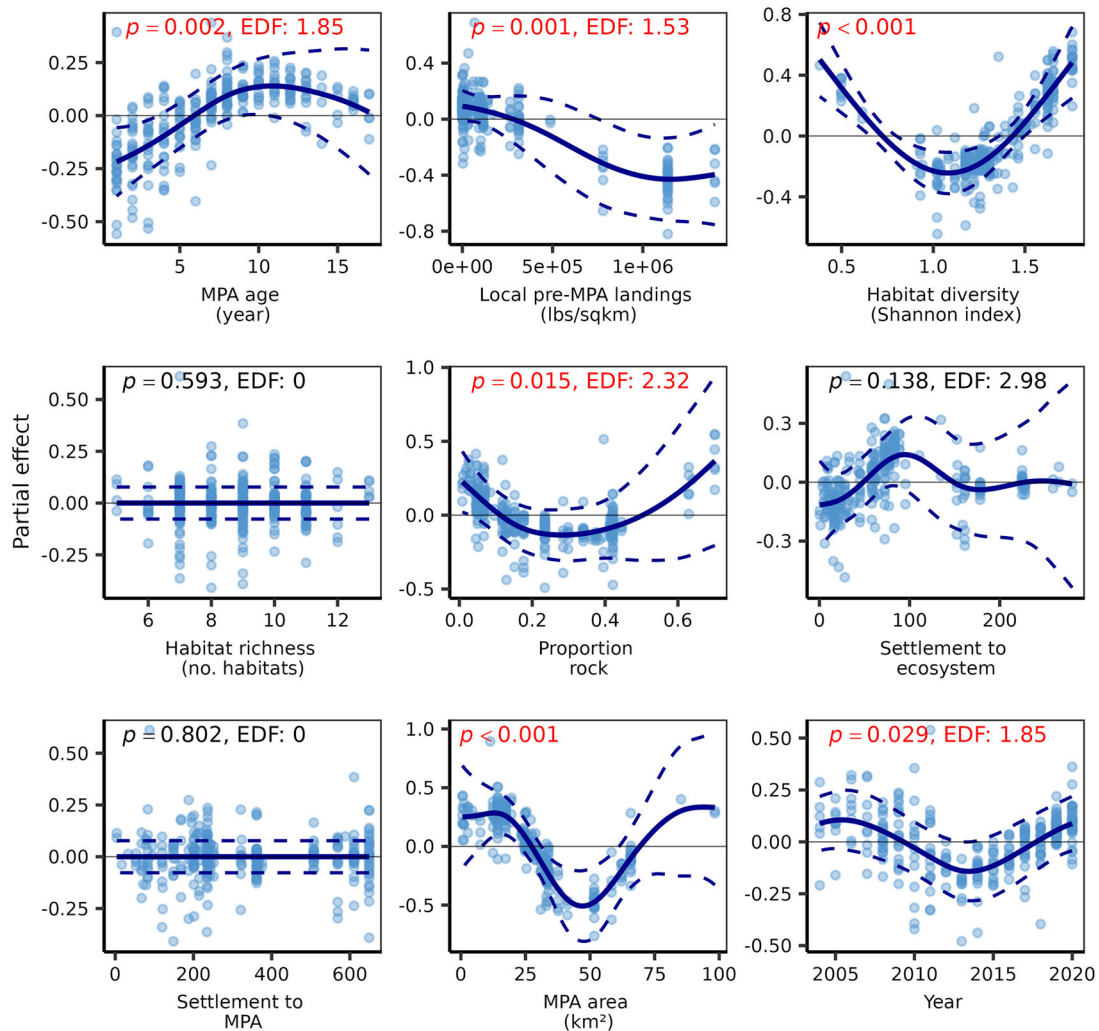 p = 0.002, EDF: 1.85
0.25
0.00
-0.25
-0.50
5
10
15
MPA age
(year)
p = 0.001, EDF: 1.53
0.4
0.0
-0.4
-0.8
0e+00
5e+05
1e+06
Local pre-MPA landings
(lbs/sqkm)
p < 0.001
0.8
0.4
0.0
-0.4
0.5
1.0
1.5
Habitat diversity
(Shannon index)
Partial effect
p = 0.593, EDF: 0
0.50
0.25
0.00
-0.25
6
8
10
12
Habitat richness
(no. habitats)
p = 0.015, EDF: 2.32
1.0
0.5
0.0
-0.5
0.0
0.2
0.4
0.6
Proportion
rock
p = 0.138, EDF: 2.98
0.3
0.0
-0.3
0
100
200
Settlement to
ecosystem
p = 0.802, EDF: 0
0.50
0.25
0.00
-0.25
0
200
400
600
Settlement to
MPA
p < 0.001
1.0
0.5
0.0
-0.5
0
25
50
75
100
MPA area
(km²)
p = 0.029, EDF: 1.85
0.50
0.25
0.00
-0.25
-0.50
2005
2010
2015
2020
Year